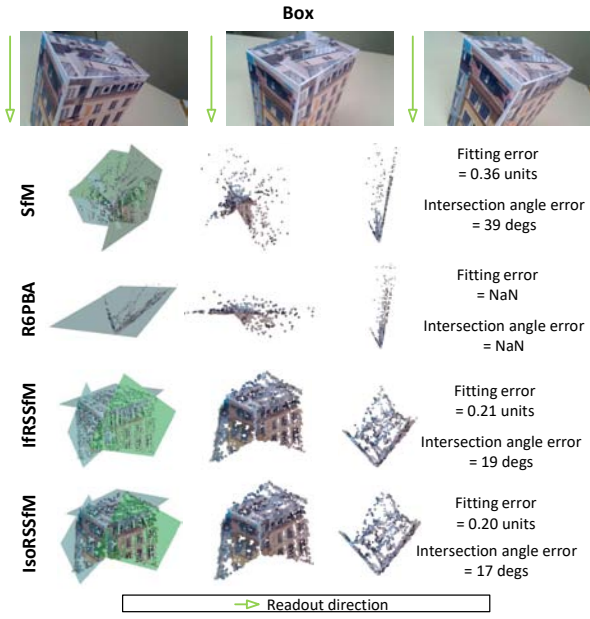 Box
SfM
Fitting error
= 0.36 units
Intersection angle error
= 39 degs
R6PBA
Fitting error
= NaN
Intersection angle error
= NaN
IfRSSfM
Fitting error
= 0.21 units
Intersection angle error
= 19 degs
IsoRSSfM
Fitting error
= 0.20 units
Intersection angle error
= 17 degs
Readout direction